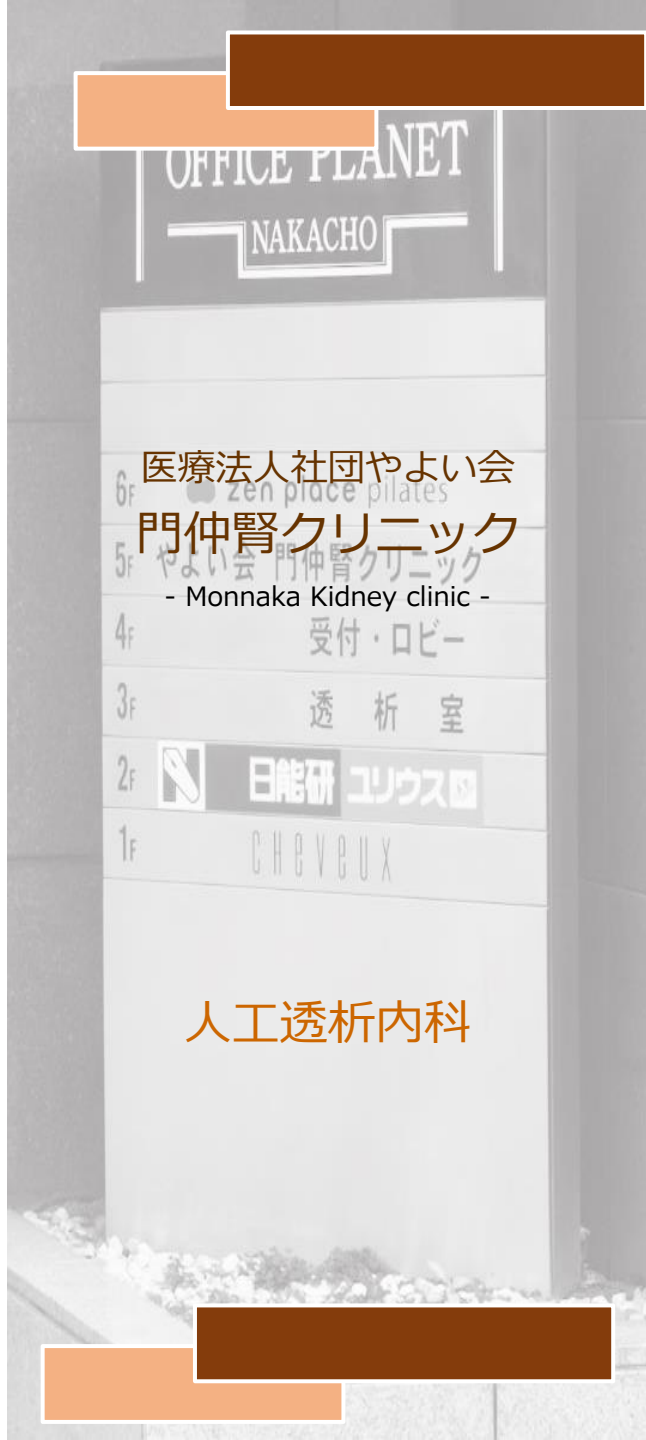 OFFICE PLANET
NAKACHO
医療法人社団やよい会
6F zen place pilates
門仲腎クリニック
5F やよい会 門仲腎クリニック
- Monnaka Kidney clinic -
4F 受付・ロビー
3F 透析室
2F N 日能研 ユリウス
1F CHEVEUX
人工透析内科